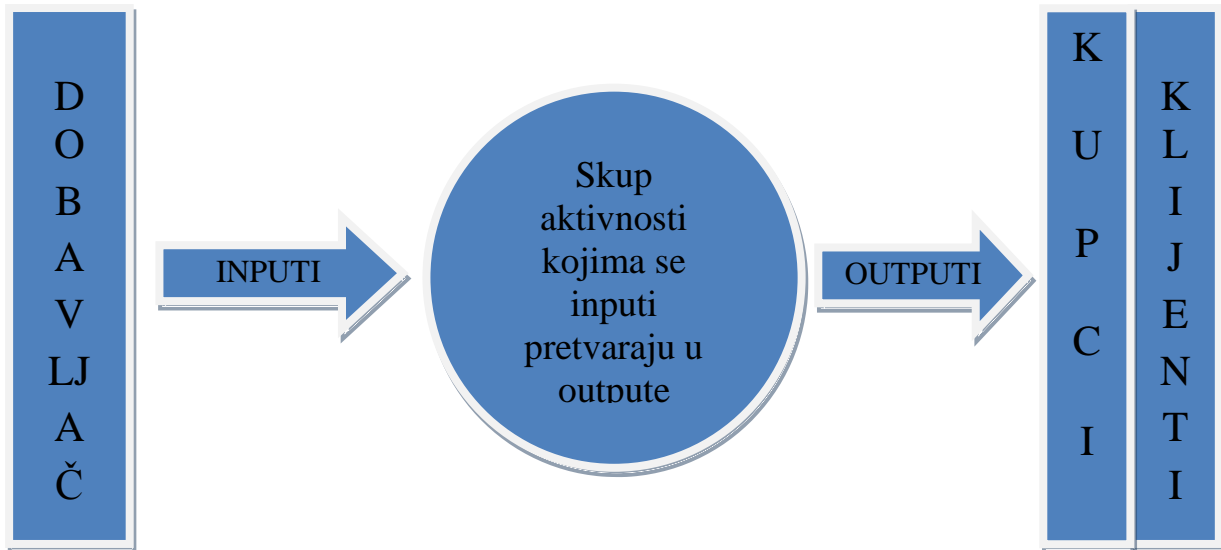 D
O
B
A
V
LJ
A
Č
INPUTI
Skup
aktivnosti
kojima se
inputi
pretvaraju u
outpute
OUTPUTI
K
U
P
C
I
K
L
I
J
E
N
T
I